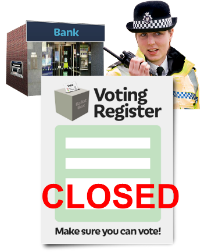 Bank
Voting
Register
CLOSED
Make sure you can vote!